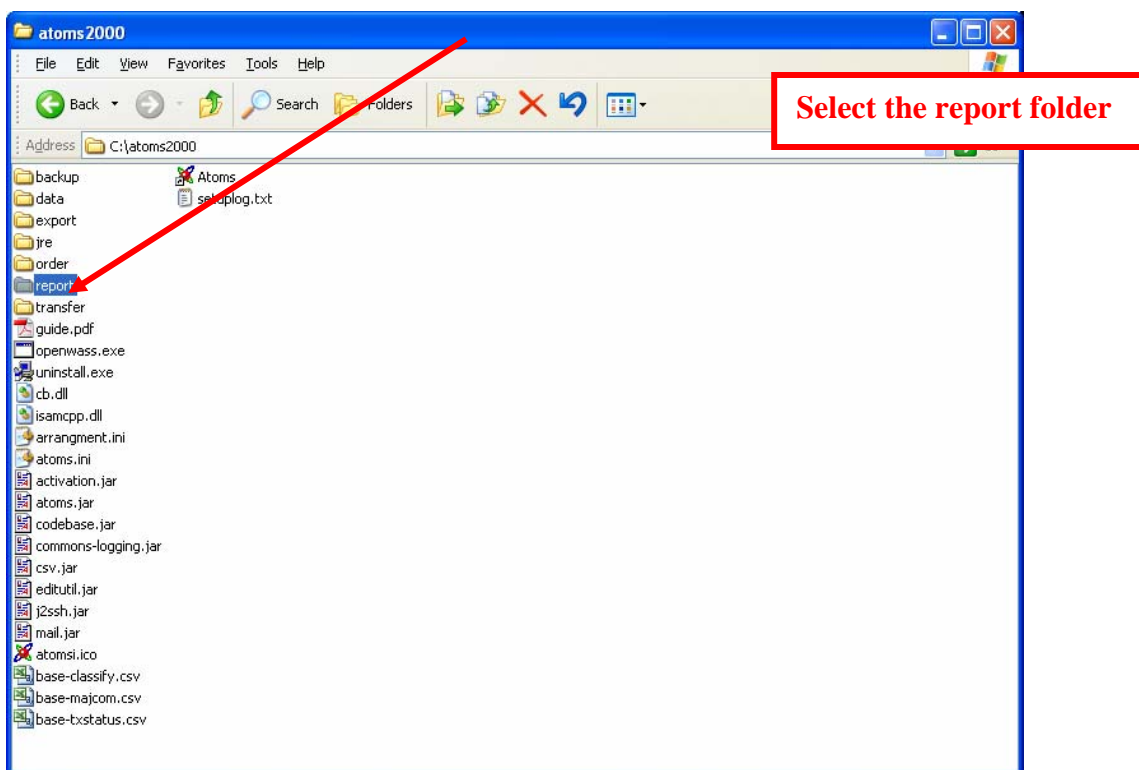 atoms2000
File Edit View Favorites Tools Help
Back Search Folders
Select the report folder
Address C:\atoms2000
backup
data
export
jre
order
report
transfer
guide.pdf
openwass.exe
uninstall.exe
cb.dll
isamcpp.dll
arrangment.ini
atoms.ini
activation.jar
atoms.jar
codebase.jar
commons-logging.jar
csv.jar
editutil.jar
j2ssh.jar
mail.jar
atomsi.ico
base-classify.csv
base-majcom.csv
base-txstatus.csv
Atoms
setuplog.txt